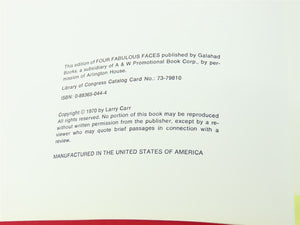 This edition of FOUR FABULOUS FACES published by Galahad
Books, a subsidiary of A & W Promotional Book Corp., by per-
mission of Arlington House.
Library of Congress Catalog Card No.: 73-79810
ISBN: 0-88365-044-4
Copyright © 1970 by Larry Carr
All rights reserved. No portion of this book may be reproduced
without written permission from the publisher, except by a re-
viewer who may quote brief passages in connection with a
review.
MANUFACTURED IN THE UNITED STATES OF AMERICA